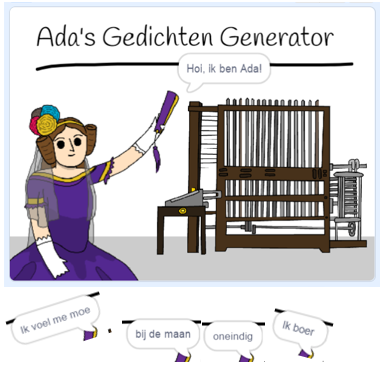 Ada's Gedichten Generator
Hoi, ik ben Ada!
Ik voel me moe
bij de maan
oneindig
Ik boer